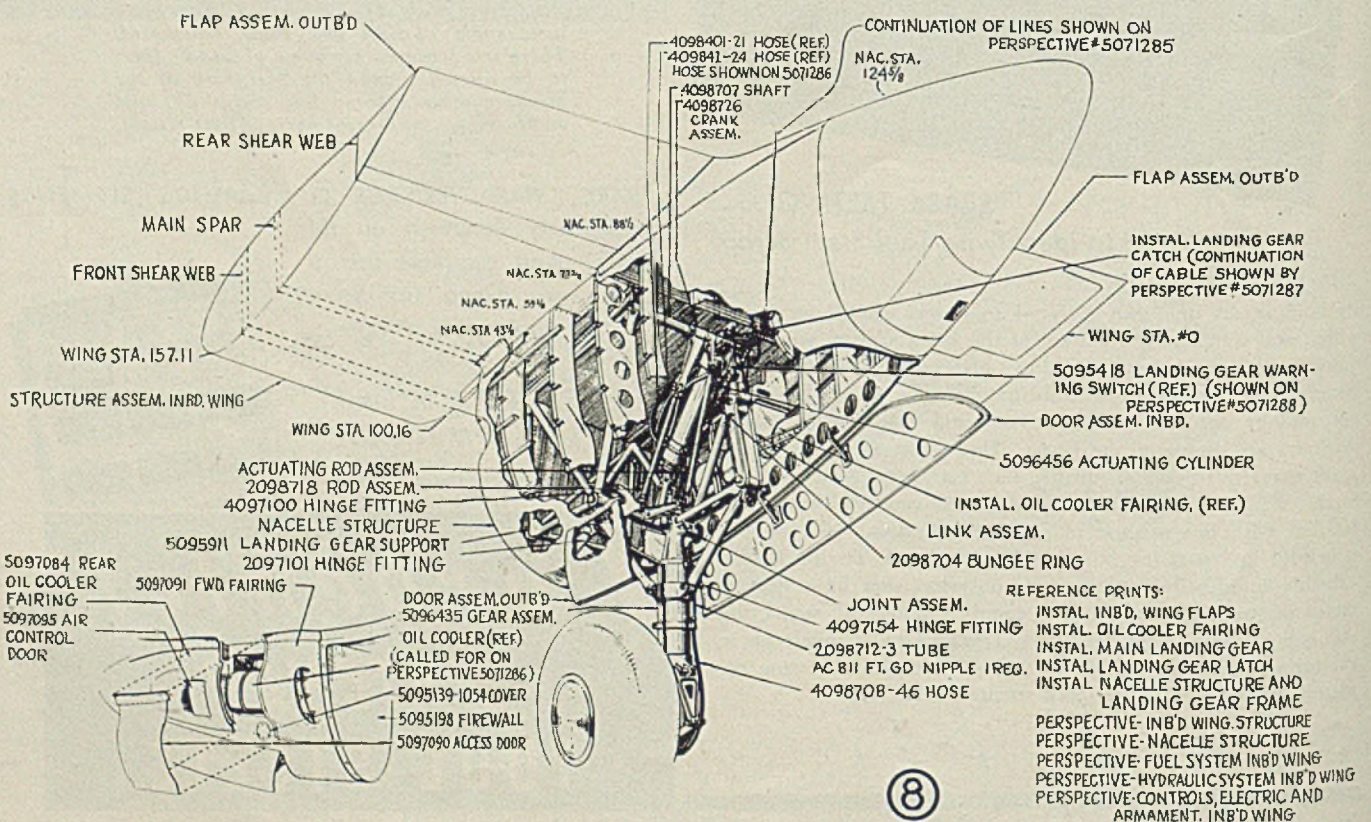 FLAP ASSEM. OUTB'D
REAR SHEAR WEB
MAIN SPAR
FRONT SHEAR WEB
WING STA. 157.11
STRUCTURE ASSEM. INRD. WING
WING STA. 100.16
4098401-21 HOSE (REF.)
409841-24 HOSE (REF)
HOSE SHOWN ON 5071286
4098707 SHAFT
4098726
CRANK
ASSEM.
CONTINUATION OF LINES SHOWN ON
PERSPECTIVE #5071285
NAC. STA.
124⅝
NAC. STA. 88½
NAC. STA.
NAC. STA.
NAC. STA
FLAP ASSEM. OUTB'D
INSTAL. LANDING GEAR
CATCH (CONTINUATION
OF CABLE SHOWN BY
PERSPECTIVE #5071287
WING STA. #0
5095418 LANDING GEAR WARN-
ING SWITCH (REF.) (SHOWN ON
PERSPECTIVE #5071288)
DOOR ASSEM. INBD.
5096456 ACTUATING CYLINDER
INSTAL. OIL COOLER FAIRING, (REF.)
LINK ASSEM.
2098704 BUNGEE RING
ACTUATING ROD ASSEM.
2098718 ROD ASSEM.
4097100 HINGE FITTING
NACELLE STRUCTURE
5095911 LANDING GEAR SUPPORT
2097101 HINGE FITTING
5097084 REAR
OIL COOLER
FAIRING
5097095 AIR
CONTROL
DOOR
5097091 FWD. FAIRING
DOOR ASSEM. OUTB'D
5096435 GEAR ASSEM.
OIL COOLER (REF)
(CALLED FOR ON
PERSPECTIVE 5071286)
5095139-1054 COVER
5095198 FIREWALL
5097090 ACCESS DOOR
JOINT ASSEM.
4097154 HINGE FITTING
2098712-3 TUBE
AC 811 FT. GD NIPPLE 1 REQ.
4098708-46 HOSE
REFERENCE PRINTS:
INSTAL. INB'D. WING FLAPS
INSTAL. OIL COOLER FAIRING
INSTAL. MAIN LANDING GEAR
INSTAL. LANDING GEAR LATCH
INSTAL NACELLE STRUCTURE AND
LANDING GEAR FRAME
PERSPECTIVE-INB'D WING. STRUCTURE
PERSPECTIVE-NACELLE STRUCTURE
PERSPECTIVE-FUEL SYSTEM INB'D WING
PERSPECTIVE-HYDRAULIC SYSTEM INB'D WING
PERSPECTIVE-CONTROLS, ELECTRIC AND
ARMAMENT. INB'D WING
8